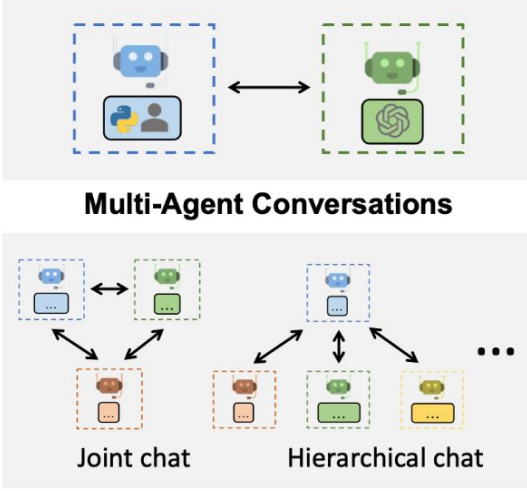 Multi-Agent Conversations
...
... ...
...
... ... ... ...
Joint chat Hierarchical chat